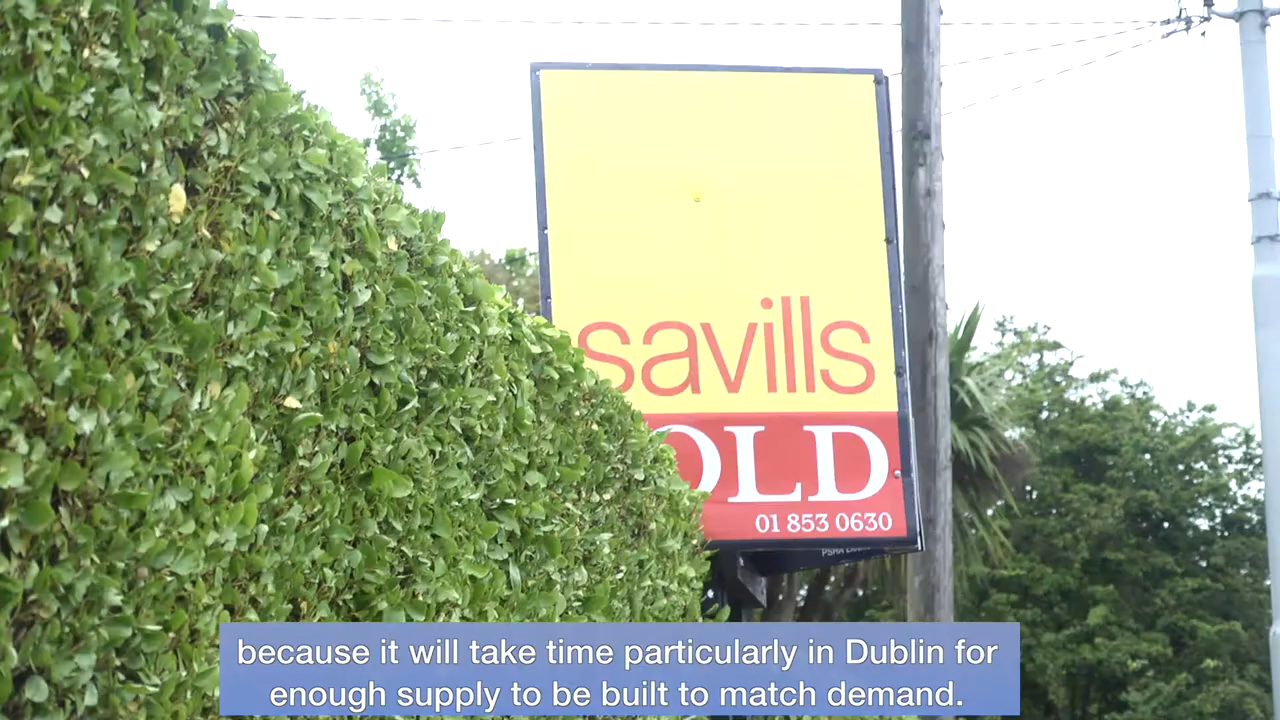 savills
OLD
01 853 0630
because it will take time particularly in Dublin for
enough supply to be built to match demand.